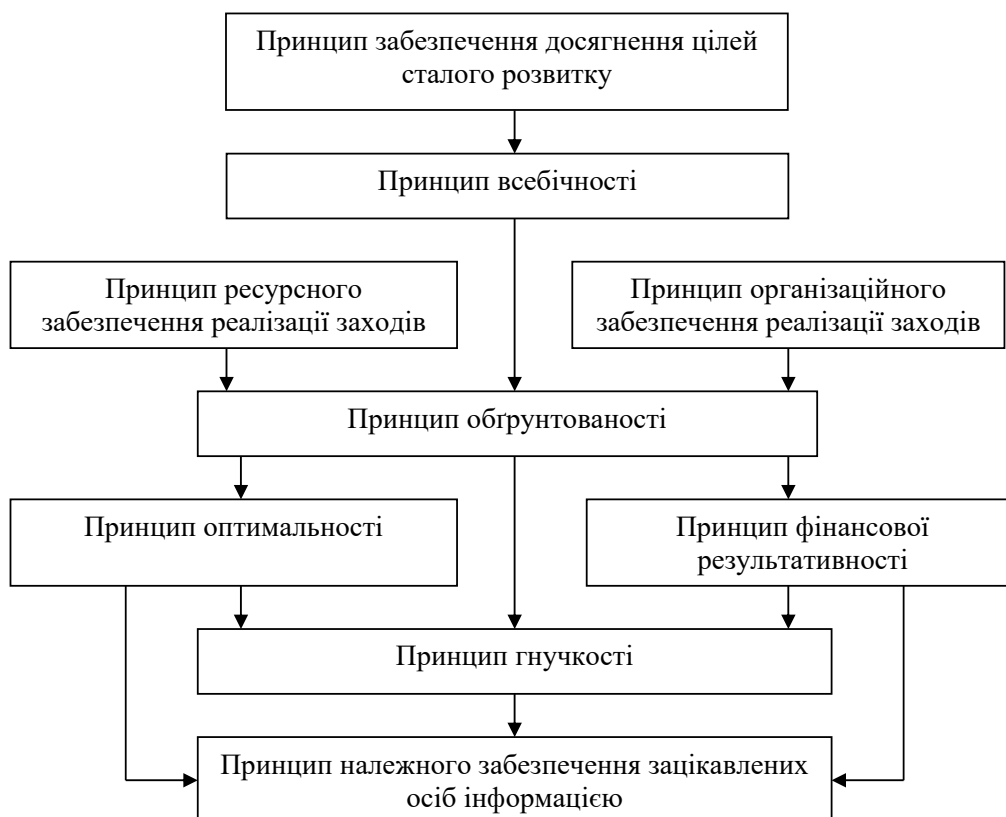 Принцип забезпечення досягнення цілей
сталого розвитку
Принцип всебічності
Принцип ресурсного
забезпечення реалізації заходів
Принцип організаційного
забезпечення реалізації заходів
Принцип обґрунтованості
Принцип оптимальності
Принцип фінансової
результативності
Принцип гнучкості
Принцип належного забезпечення зацікавлених
осіб інформацією